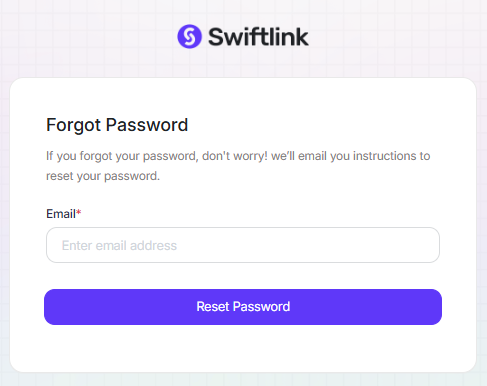 Swiftlink
Forgot Password
If you forgot your password, don't worry! we'll email you instructions to
reset your password.
Email*
Enter email address
Reset Password